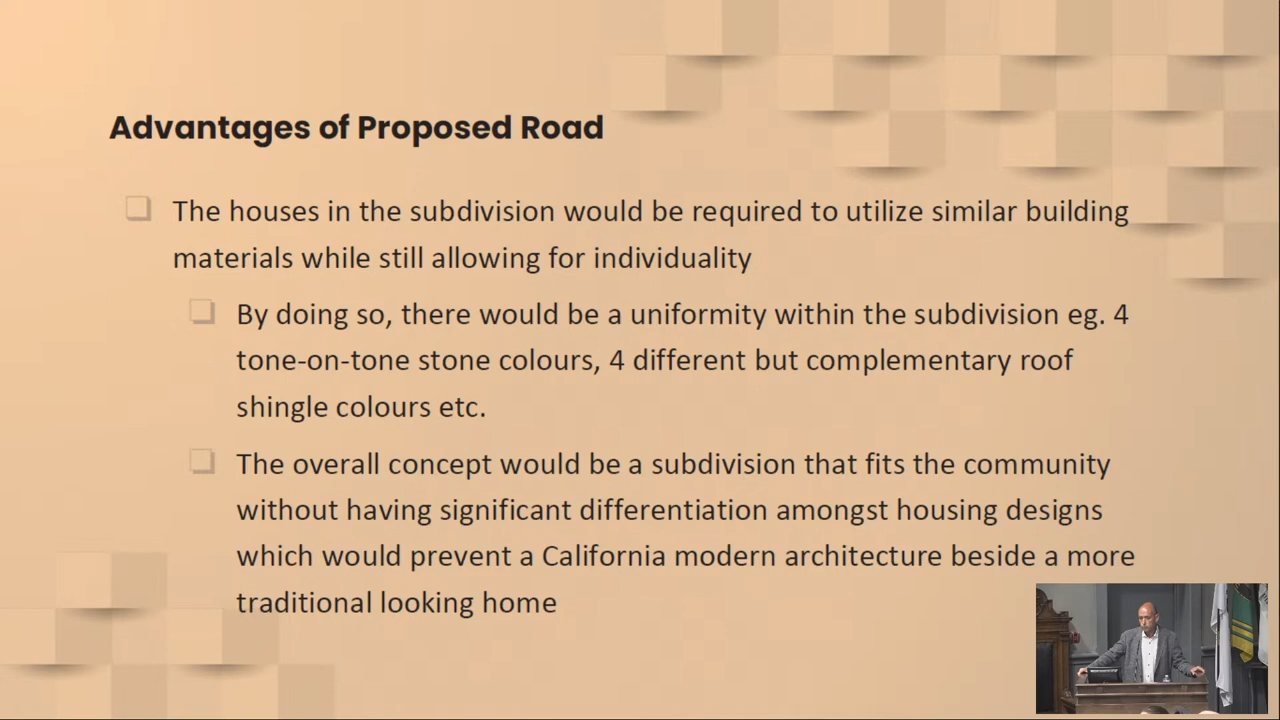 Advantages of Proposed Road
The houses in the subdivision would be required to utilize similar building
materials while still allowing for individuality
By doing so, there would be a uniformity within the subdivision eg. 4
tone-on-tone stone colours, 4 different but complementary roof
shingle colours etc.
The overall concept would be a subdivision that fits the community
without having significant differentiation amongst housing designs
which would prevent a California modern architecture beside a more
traditional looking home